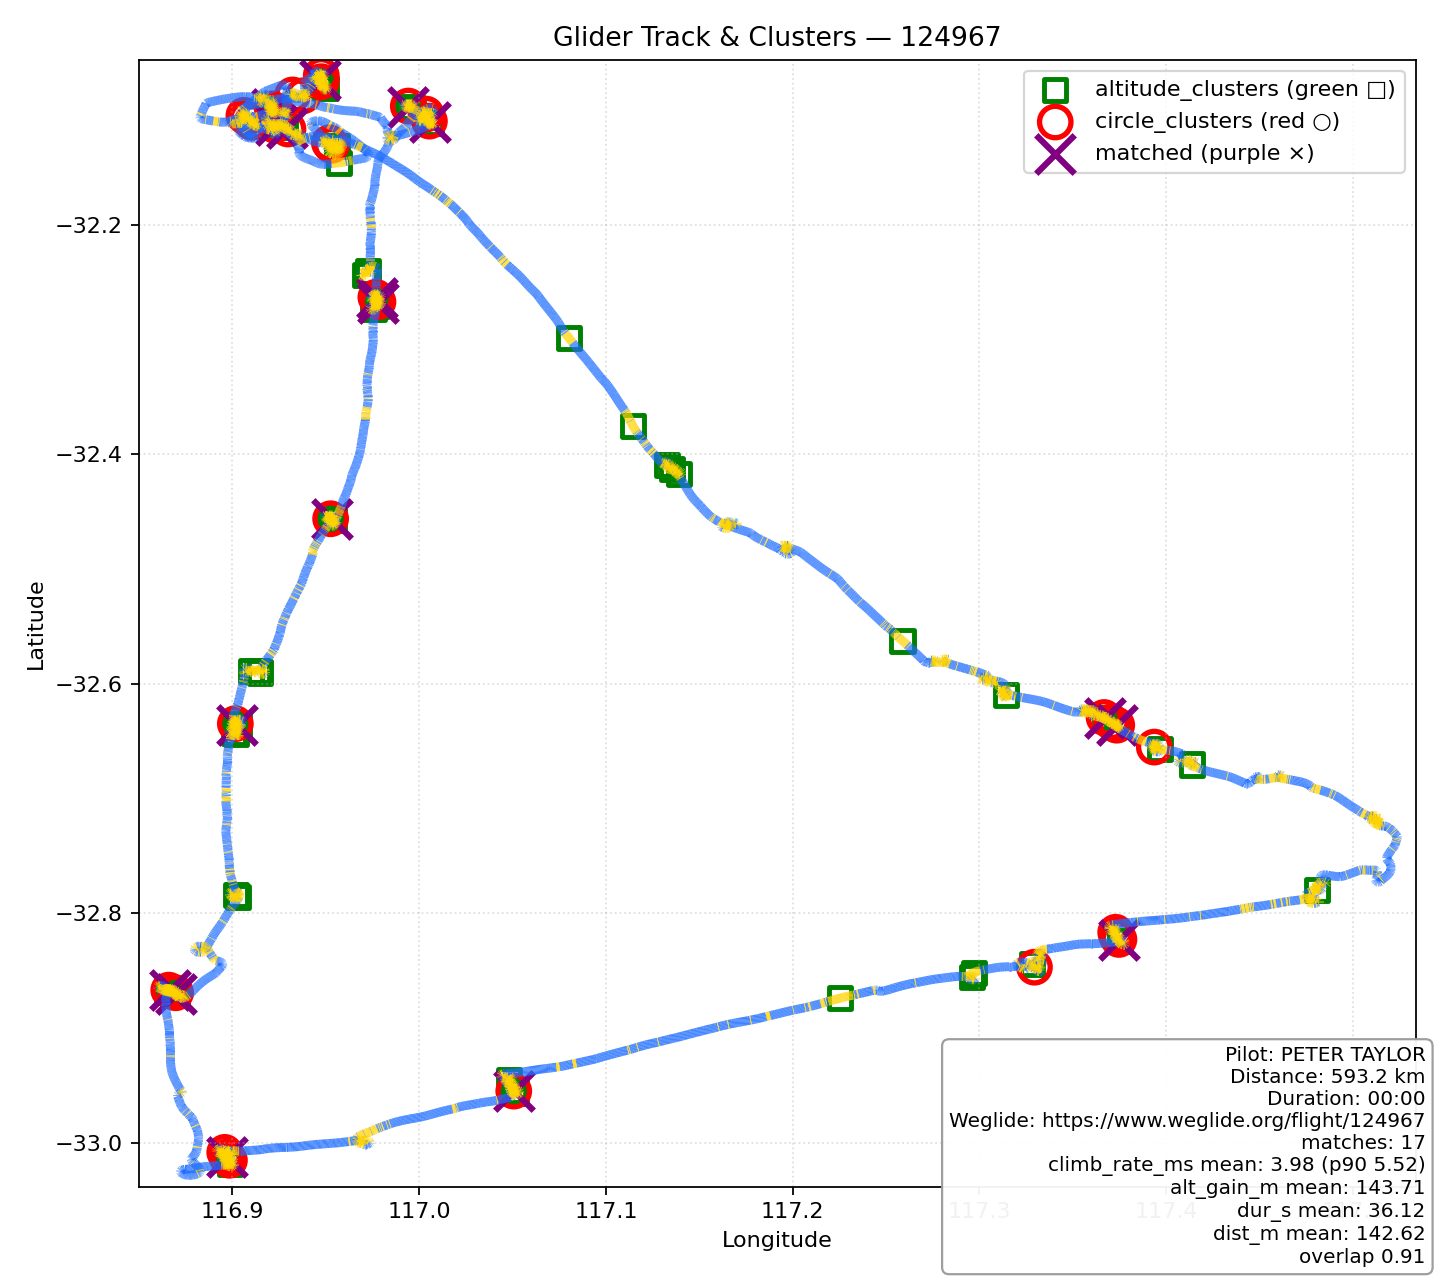 Glider Track & Clusters — 124967
altitude_clusters (green □)
circle_clusters (red ○)
matched (purple ×)
−32.2
−32.4
−32.6
−32.8
−33.0
Latitude
116.9
117.0
117.1
117.2
117.3
117.4
Longitude
Pilot: PETER TAYLOR
Distance: 593.2 km
Duration: 00:00
Weglide: https://www.weglide.org/flight/124967
matches: 17
climb_rate_ms mean: 3.98 (p90 5.52)
alt_gain_m mean: 143.71
dur_s mean: 36.12
dist_m mean: 142.62
overlap 0.91